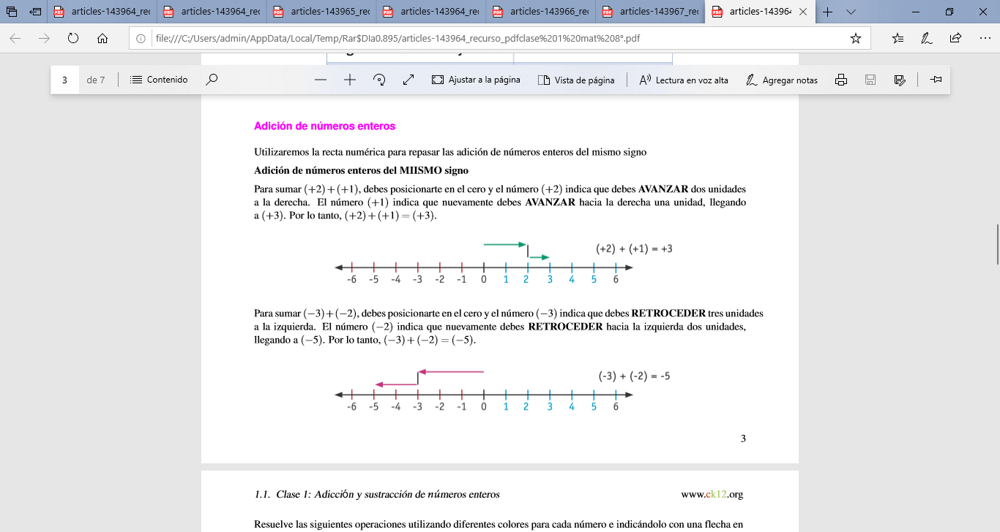 articles-143964_rec articles-143964_rec articles-143965_rec articles-143964_rec articles-143966_rec articles-143967_rec articles-14396
file:///C:/Users/admin/AppData/Local/Temp/Rar$DIa0.895/articles-143964_recurso_pdfclase%201%20mat%208°.pdf
3 de 7 Contenido Ajustar a la página Vista de página Lectura en voz alta Agregar notas
Adición de números enteros
Utilizaremos la recta numérica para repasar las adición de números enteros del mismo signo
Adición de números enteros del MIISMO signo
Para sumar (+2)+(+1), debes posicionarte en el cero y el número (+2) indica que debes AVANZAR dos unidades
a la derecha. El número (+1) indica que nuevamente debes AVANZAR hacia la derecha una unidad, llegando
a (+3). Por lo tanto, (+2)+(+1) = (+3).
(+2) + (+1) = +3
-6 -5 -4 -3 -2 -1 0 1 2 3 4 5 6
Para sumar (−3)+(−2), debes posicionarte en el cero y el número (−3) indica que debes RETROCEDER tres unidades
a la izquierda. El número (−2) indica que nuevamente debes RETROCEDER hacia la izquierda dos unidades,
llegando a (−5). Por lo tanto, (−3)+(−2) = (−5).
(-3) + (-2) = -5
-6 -5 -4 -3 -2 -1 0 1 2 3 4 5 6
3
1.1. Clase 1: Adicción y sustracción de números enteros www.ck12.org
Resuelve las siguientes operaciones utilizando diferentes colores para cada número e indicándolo con una flecha en